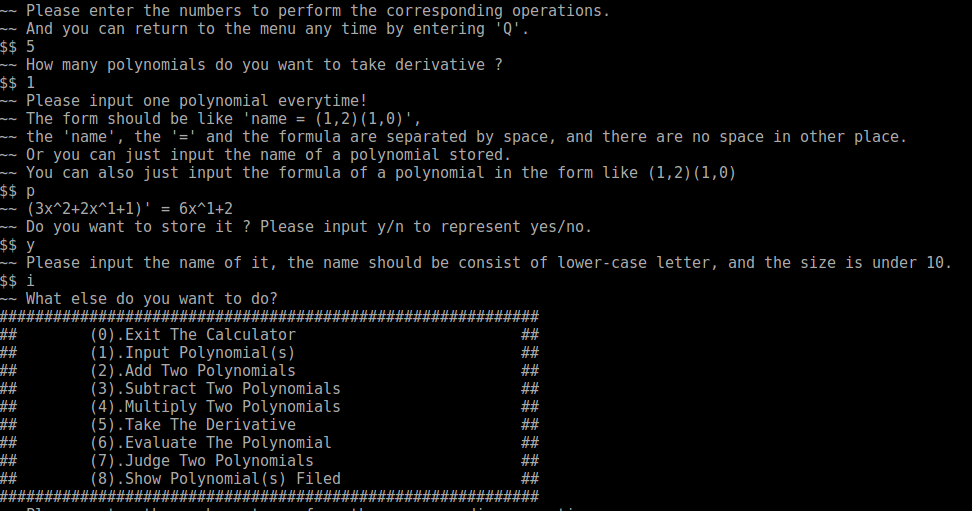 ~~ Please enter the numbers to perform the corresponding operations.
~~ And you can return to the menu any time by entering 'Q'.
$$ 5
~~ How many polynomials do you want to take derivative ?
$$ 1
~~ Please input one polynomial everytime!
~~ The form should be like 'name = (1,2)(1,0)',
~~ the 'name', the '=' and the formula are separated by space, and there are no space in other place.
~~ Or you can just input the name of a polynomial stored.
~~ You can also just input the formula of a polynomial in the form like (1,2)(1,0)
$$ p
~~ (3x^2+2x^1+1)' = 6x^1+2
~~ Do you want to store it ? Please input y/n to represent yes/no.
$$ y
~~ Please input the name of it, the name should be consist of lower-case letter, and the size is under 10.
$$ i
~~ What else do you want to do?
############################################################
##        (0).Exit The Calculator                         ##
##        (1).Input Polynomial(s)                         ##
##        (2).Add Two Polynomials                         ##
##        (3).Subtract Two Polynomials                    ##
##        (4).Multiply Two Polynomials                    ##
##        (5).Take The Derivative                         ##
##        (6).Evaluate The Polynomial                     ##
##        (7).Judge Two Polynomials                       ##
##        (8).Show Polynomial(s) Filed                    ##
############################################################